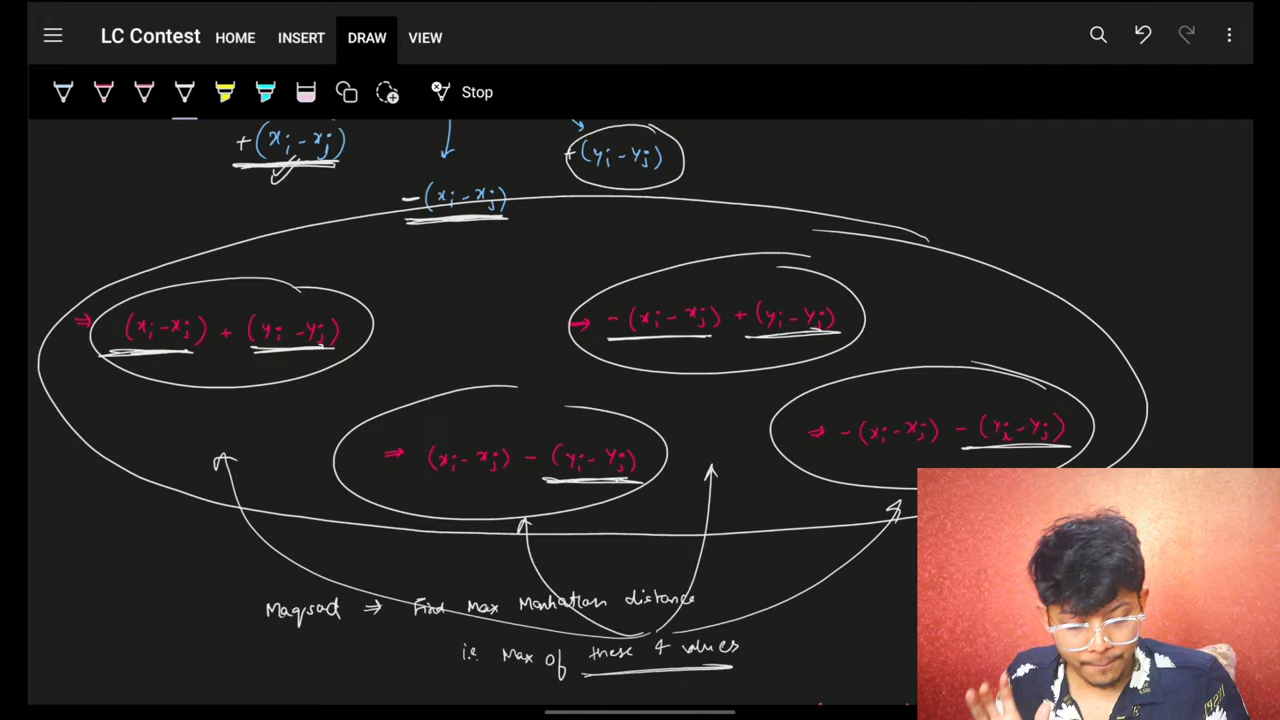 LC Contest HOME INSERT DRAW VIEW
Stop
+(xi-xj)
+(yi-yj)
-(xi-xj)
⇒ (xi-xj) + (yi-yj)
⇒ -(xi-xj) + (yi-yj)
⇒ (xi-xj) - (yi-yj)
⇒ -(xi-xj) - (yi-yj)
Maqsad ⇒ Find Max Manhattan distance
i.e. Max of these 4 values